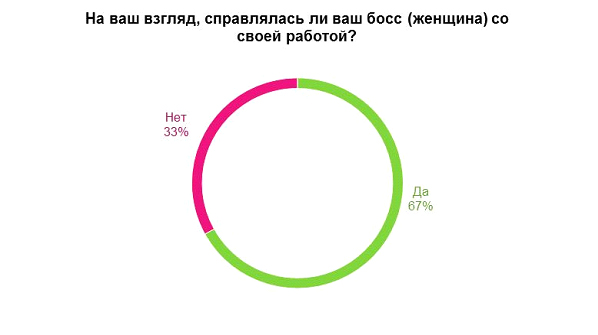 На ваш взгляд, справлялась ли ваш босс (женщина) со
своей работой?
Нет
33%
Да
67%